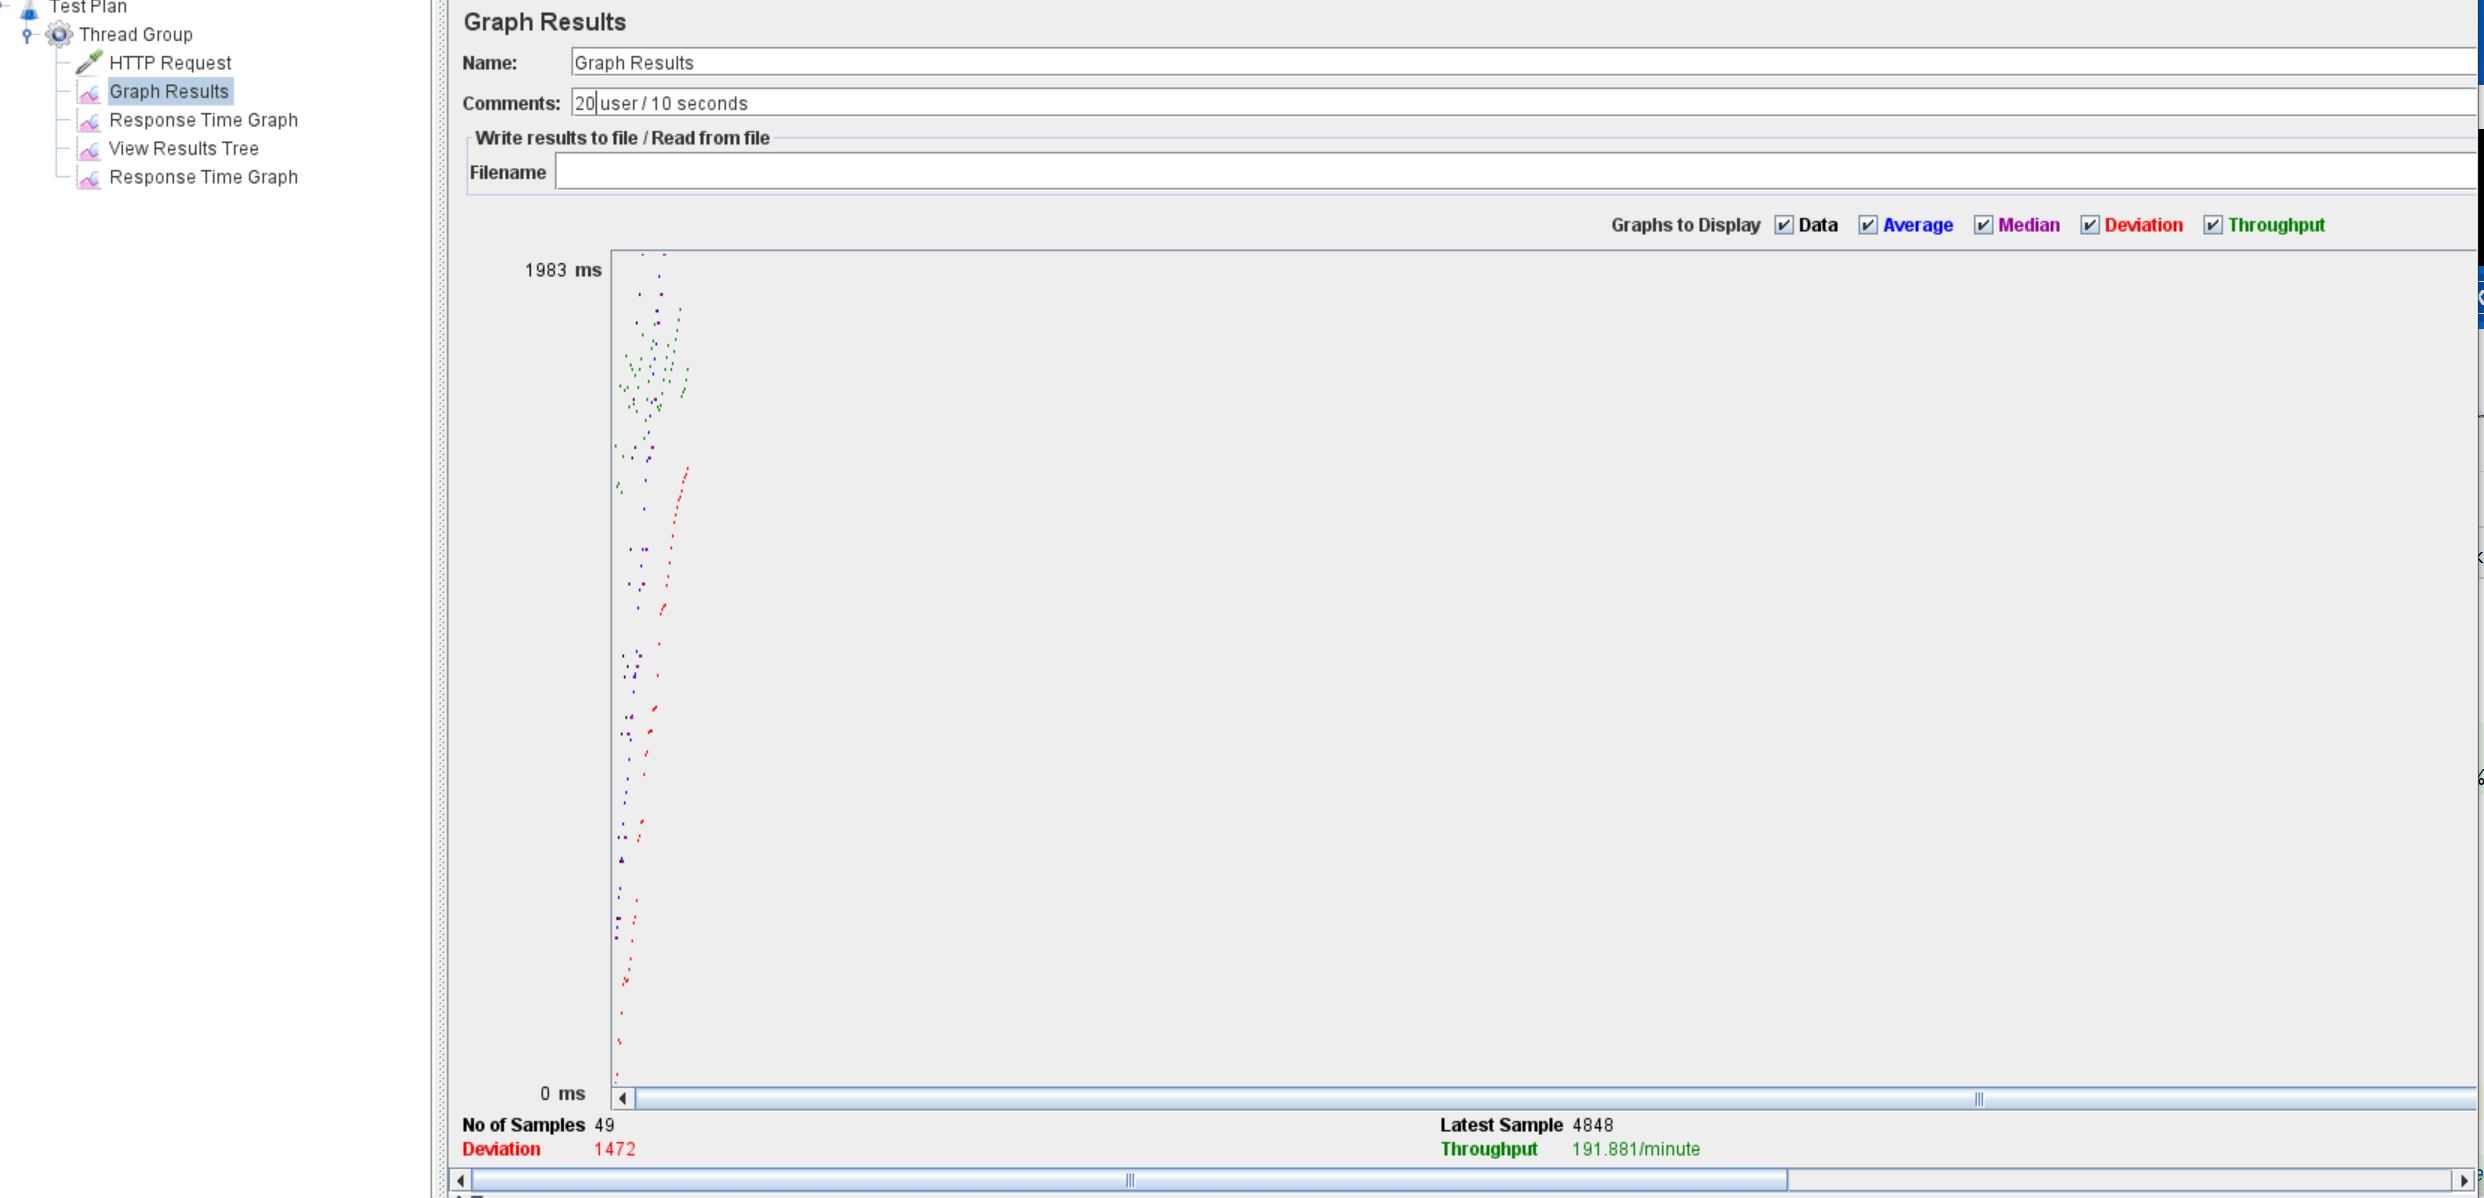 Test Plan
Thread Group
HTTP Request
Graph Results
Response Time Graph
View Results Tree
Response Time Graph
Graph Results
Name: Graph Results
Comments: 20 user / 10 seconds
Write results to file / Read from file
Filename
Graphs to Display Data Average Median Deviation Throughput
1983 ms
0 ms
No of Samples 49 Latest Sample 4848
Deviation 1472 Throughput 191.881/minute